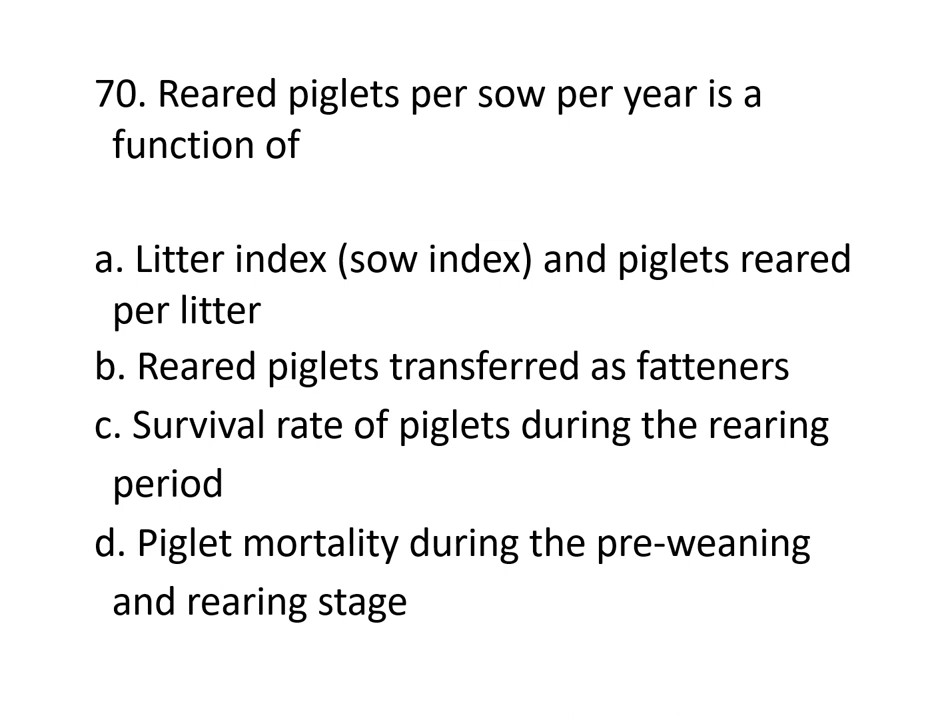 70. Reared piglets per sow per year is a
function of
a. Litter index (sow index) and piglets reared
per litter
b. Reared piglets transferred as fatteners
c. Survival rate of piglets during the rearing
period
d. Piglet mortality during the pre-weaning
and rearing stage